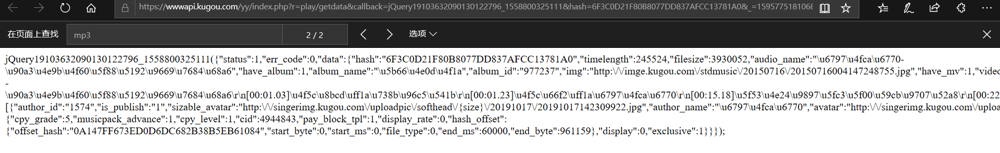 https://wwwapi.kugou.com/yy/index.php?r=play/getdata&callback=jQuery19103632090130122796_1558800325111&hash=6F3C0D21F80B8077DD837AFCC13781A0&_=1595775181068
在页面上查找 mp3 2 / 2 选项
jQuery19103632090130122796_1558800325111({"status":1,"err_code":0,"data":{"hash":"6F3C0D21F80B8077DD837AFCC13781A0","timelength":245524,"filesize":3930052,"audio_name":"\u6797\u4fca\u6770-
\u90a3\u4e9b\u4f60\u5f88\u5192\u9669\u7684\u68a6","have_album":1,"album_name":"\u5b66\u4e0d\u4f1a","album_id":"977237","img":"http:\/\/imge.kugou.com\/stdmusic\/20150716\/20150716004147248755.jpg","have_mv":1,"video
-
\u90a3\u4e9b\u4f60\u5f88\u5192\u9669\u7684\u68a6\r\n[00:01.03]\u4f5c\u8bcd\uff1a\u738b\u96c5\u541b\r\n[00:01.23]\u4f5c\u66f2\uff1a\u6797\u4fca\u6770\r\n[00:15.18]\u5f53\u4e24\u9897\u5fc3\u5f00\u59cb\u9707\u52a8\r\n[00:22
[{"author_id":"1574","is_publish":"1","sizable_avatar":"http:\/\/singerimg.kugou.com\/uploadpic\/softhead\/{size}\/20191017\/20191017142309922.jpg","author_name":"\u6797\u4fca\u6770","avatar":"http:\/\/singerimg.kugou.com\/uploa
{"cpy_grade":5,"musicpack_advance":1,"cpy_level":1,"cid":4944843,"pay_block_tpl":1,"display_rate":0,"hash_offset":
{"offset_hash":"0A147FF673ED0D6DC682B38B5EB61084","start_byte":0,"start_ms":0,"file_type":0,"end_ms":60000,"end_byte":961159},"display":0,"exclusive":1}}});